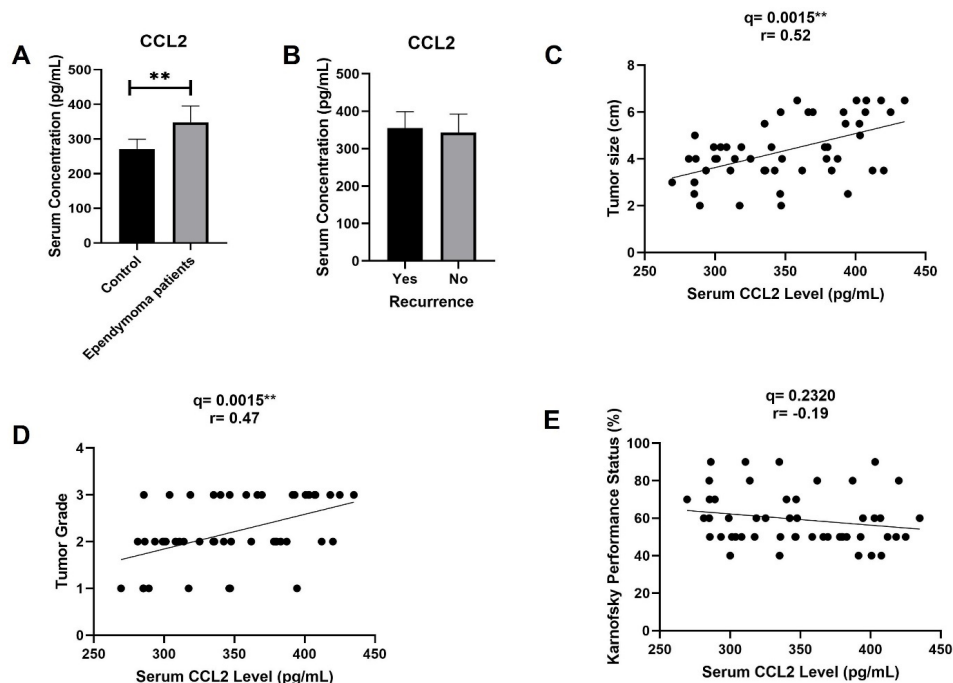 A
CCL2
Serum Concentration (pg/mL)
500
400
300
200
100
0
**
Control
Ependymoma patients
B
CCL2
Serum Concentration (pg/mL)
500
400
300
200
100
0
Yes
No
Recurrence
C
q= 0.0015**
r= 0.52
Tumor size (cm)
8
6
4
2
0
250
300
350
400
450
Serum CCL2 Level (pg/mL)
D
q= 0.0015**
r= 0.47
Tumor Grade
4
3
2
1
0
250
300
350
400
450
Serum CCL2 Level (pg/mL)
E
q= 0.2320
r= -0.19
Karnofsky Performance Status (%)
100
80
60
40
20
0
250
300
350
400
450
Serum CCL2 Level (pg/mL)